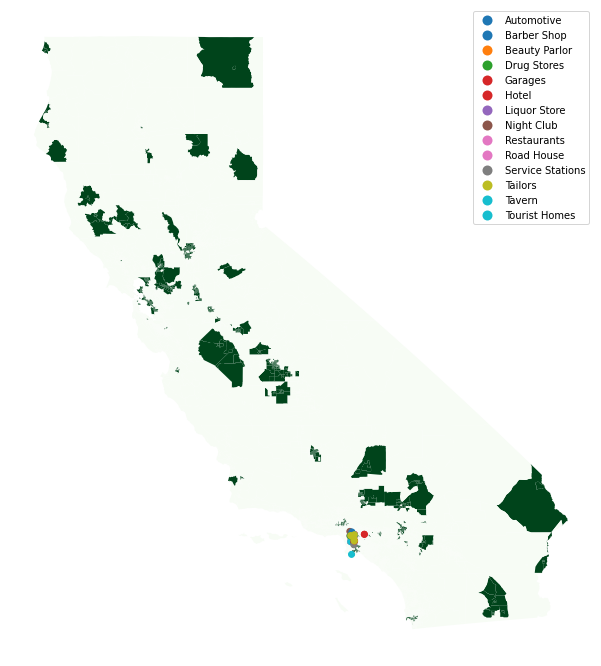 Automotive
Barber Shop
Beauty Parlor
Drug Stores
Garages
Hotel
Liquor Store
Night Club
Restaurants
Road House
Service Stations
Tailors
Tavern
Tourist Homes